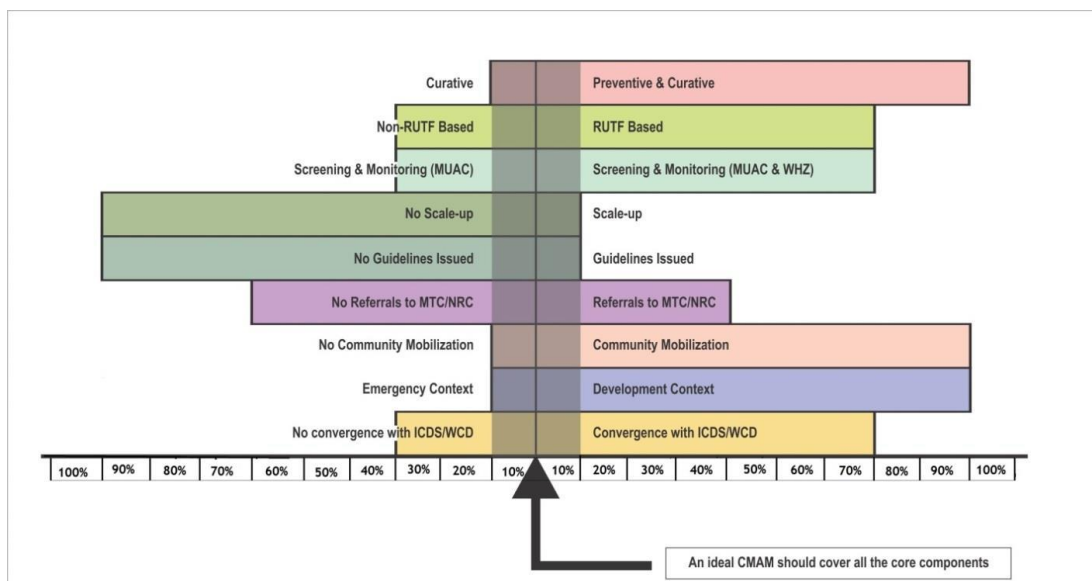 Curative Preventive & Curative
Non-RUTF Based RUTF Based
Screening & Monitoring (MUAC) Screening & Monitoring (MUAC & WHZ)
No Scale-up Scale-up
No Guidelines Issued Guidelines Issued
No Referrals to MTC/NRC Referrals to MTC/NRC
No Community Mobilization Community Mobilization
Emergency Context Development Context
No convergence with ICDS/WCD Convergence with ICDS/WCD
100% 90% 80% 70% 60% 50% 40% 30% 20% 10% 10% 20% 30% 40% 50% 60% 70% 80% 90% 100%
An ideal CMAM should cover all the core components